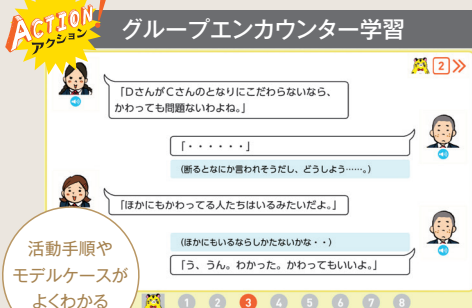 ACTION
アクション
グループエンカウンター学習
2
「DさんがCさんのとなりにこだわらないなら、
かわっても問題ないわよね。」
「・・・・・・」
(断るとなにか言われそうだし、どうしよう……。)
「ほかにもかわってる人たちはいるみたいだよ。」
(ほかにもいるならしかたないかな・・)
「う、うん。わかった。かわってもいいよ。」
活動手順や
モデルケースが
よくわかる
1 2 3 4 5 6 7 8